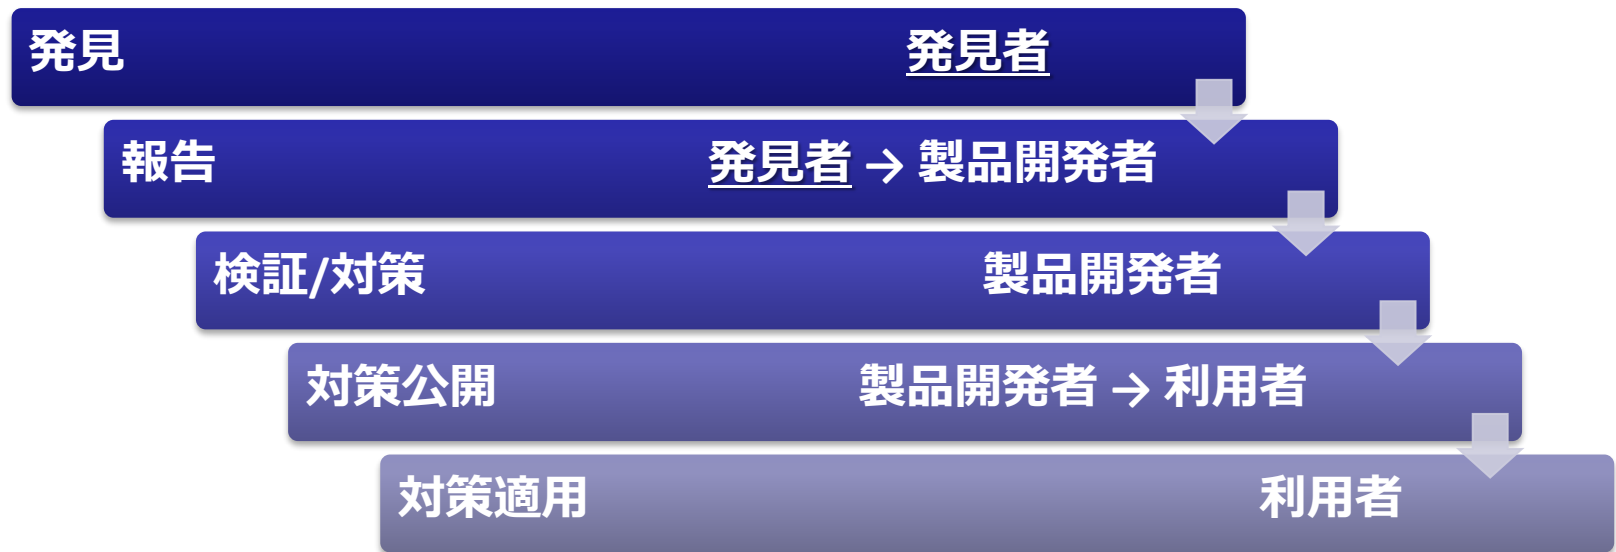 発見 発見者
報告 発見者 → 製品開発者
検証/対策 製品開発者
対策公開 製品開発者 → 利用者
対策適用 利用者